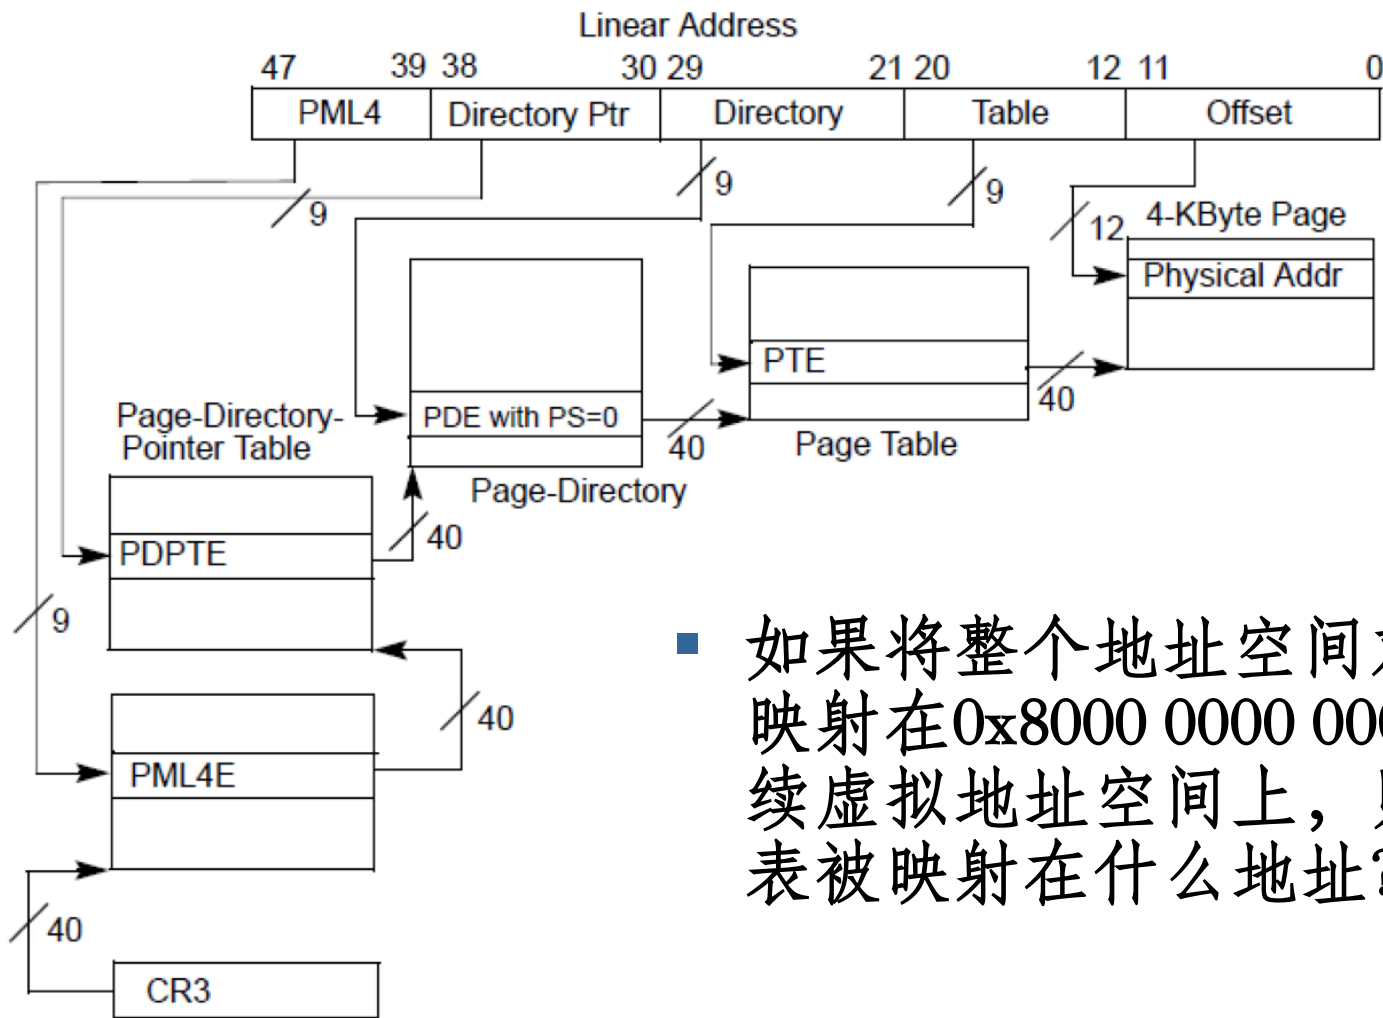 Linear Address
47 39 38 30 29 21 20 12 11 0
PML4 Directory Ptr Directory Table Offset
9
9
9
12
4-KByte Page
Physical Addr
PTE
40
Page Table
PDE with PS=0
40
Page-Directory
Page-Directory-
Pointer Table
PDPTE
40
9
40
PML4E
40
CR3
如果将整个地址空间
映射在0x8000 0000 00
续虚拟地址空间上，
表被映射在什么地址?